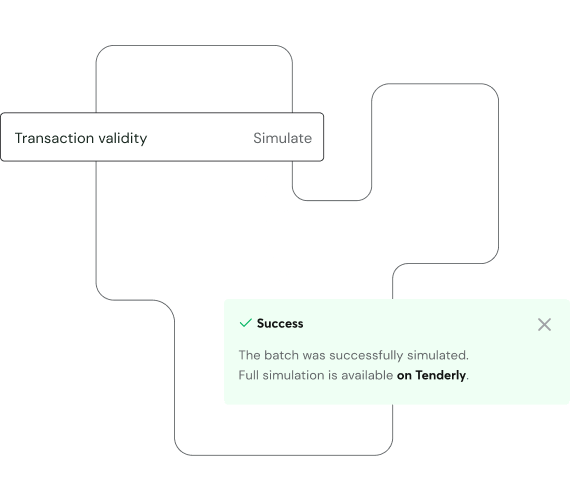 Transaction validity Simulate
Success
The batch was successfully simulated.
Full simulation is available on Tenderly.